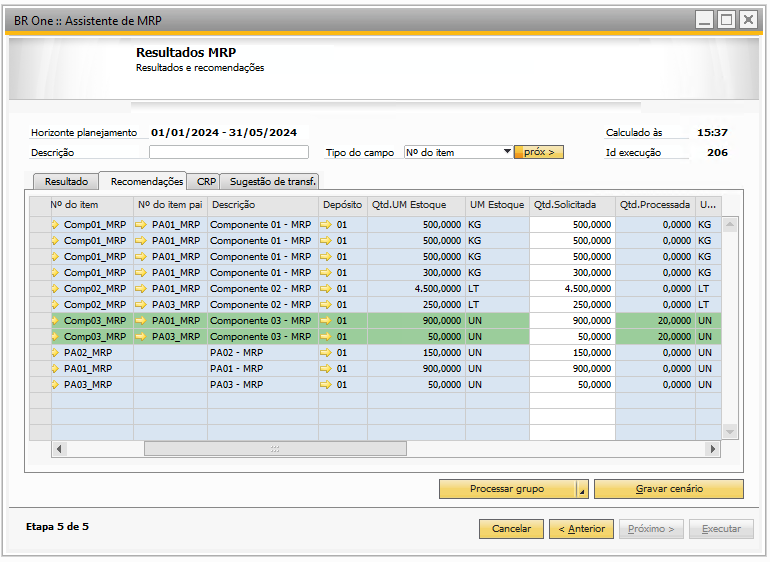 BR One :: Assistente de MRP
Resultados MRP
Resultados e recomendações
Horizonte planejamento 01/01/2024 - 31/05/2024 Calculado às 15:37
Descrição Tipo do campo Nº do item próx > Id execução 206
Resultado Recomendações CRP Sugestão de transf.
Nº do item Nº do item pai Descrição Depósito Qtd.UM Estoque UM Estoque Qtd.Solicitada Qtd.Processada U...
Comp01_MRP PA01_MRP Componente 01 - MRP 01 500,0000 KG 500,0000 0,0000 KG
Comp01_MRP PA01_MRP Componente 01 - MRP 01 500,0000 KG 500,0000 0,0000 KG
Comp01_MRP PA01_MRP Componente 01 - MRP 01 500,0000 KG 500,0000 0,0000 KG
Comp01_MRP PA01_MRP Componente 01 - MRP 01 300,0000 KG 300,0000 0,0000 KG
Comp02_MRP PA01_MRP Componente 02 - MRP 01 4.500,0000 LT 4.500,0000 0,0000 LT
Comp02_MRP PA03_MRP Componente 02 - MRP 01 250,0000 LT 250,0000 0,0000 LT
Comp03_MRP PA01_MRP Componente 03 - MRP 01 900,0000 UN 900,0000 20,0000 UN
Comp03_MRP PA03_MRP Componente 03 - MRP 01 50,0000 UN 50,0000 20,0000 UN
PA02_MRP PA02 - MRP 01 150,0000 UN 150,0000 0,0000 UN
PA01_MRP PA01 - MRP 01 900,0000 UN 900,0000 0,0000 UN
PA03_MRP PA03 - MRP 01 50,0000 UN 50,0000 0,0000 UN
Processar grupo Gravar cenário
Etapa 5 de 5 Cancelar < Anterior Próximo > Executar